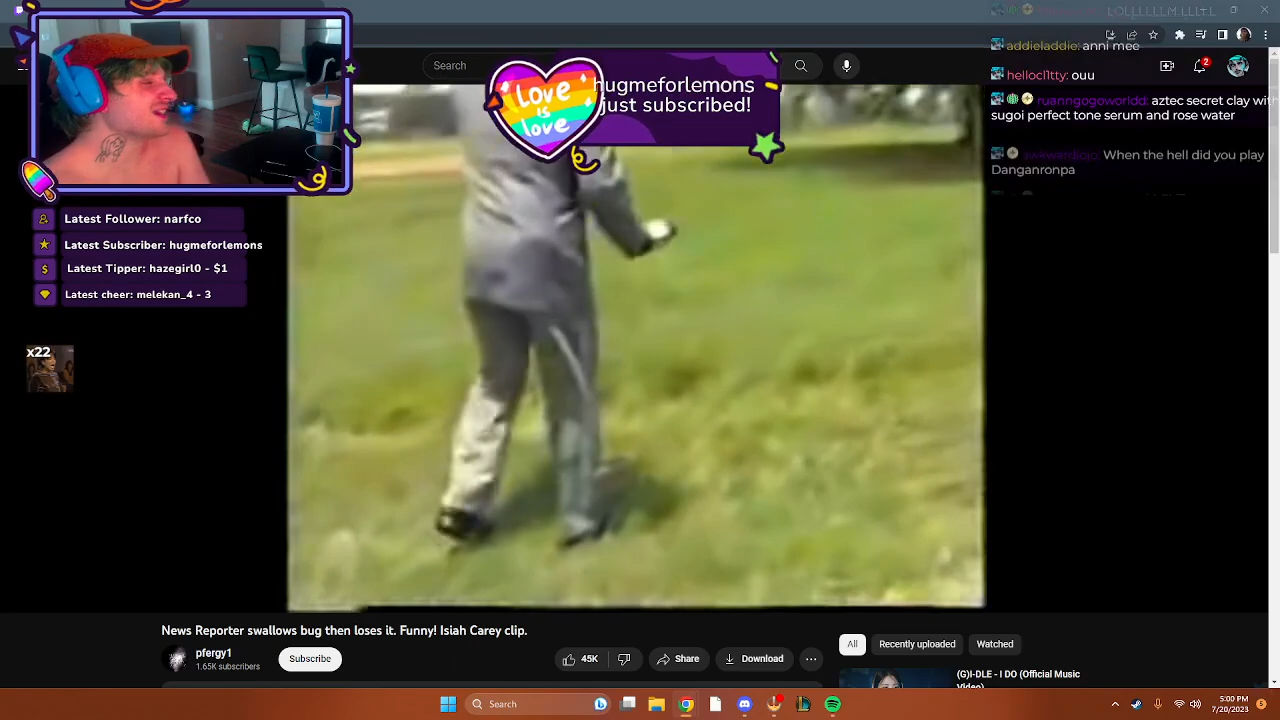 Search
Love
is
love
hugmeforlemons
just subscribed!
2
addieladdie: anni mee
hellocl1tty: ouu
ruanngogoworldd: aztec secret clay with
sugoi perfect tone serum and rose water
When the hell did you play
Danganronpa
Latest Follower: narfco
Latest Subscriber: hugmeforlemons
Latest Tipper: hazegirl0 - $1
Latest cheer: melekan_4 - 3
x22
News Reporter swallows bug then loses it. Funny! Isiah Carey clip.
pfergy1
1.65K subscribers
Subscribe
45K
Share
Download
All
Recently uploaded
Watched
(G)I-DLE - I DO (Official Music
Video)
Search
5:00 PM
7/20/2023